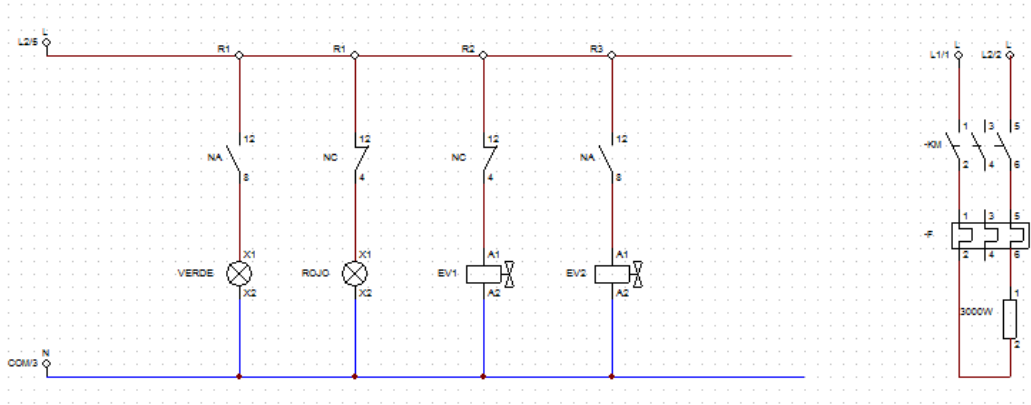 L L L
L2/5 R1 R1 R2 R3 L1/1 L2/2
12 12 12 12 1 3 5
NA NC NC NA -KM
8 4 4 8 2 4 6
1 3 5
-F
X1 X1 A1 A1 2 4 6
VERDE ROJO EV1 EV2
X2 X2 A2 A2 1
3000W
2
N
COM/3